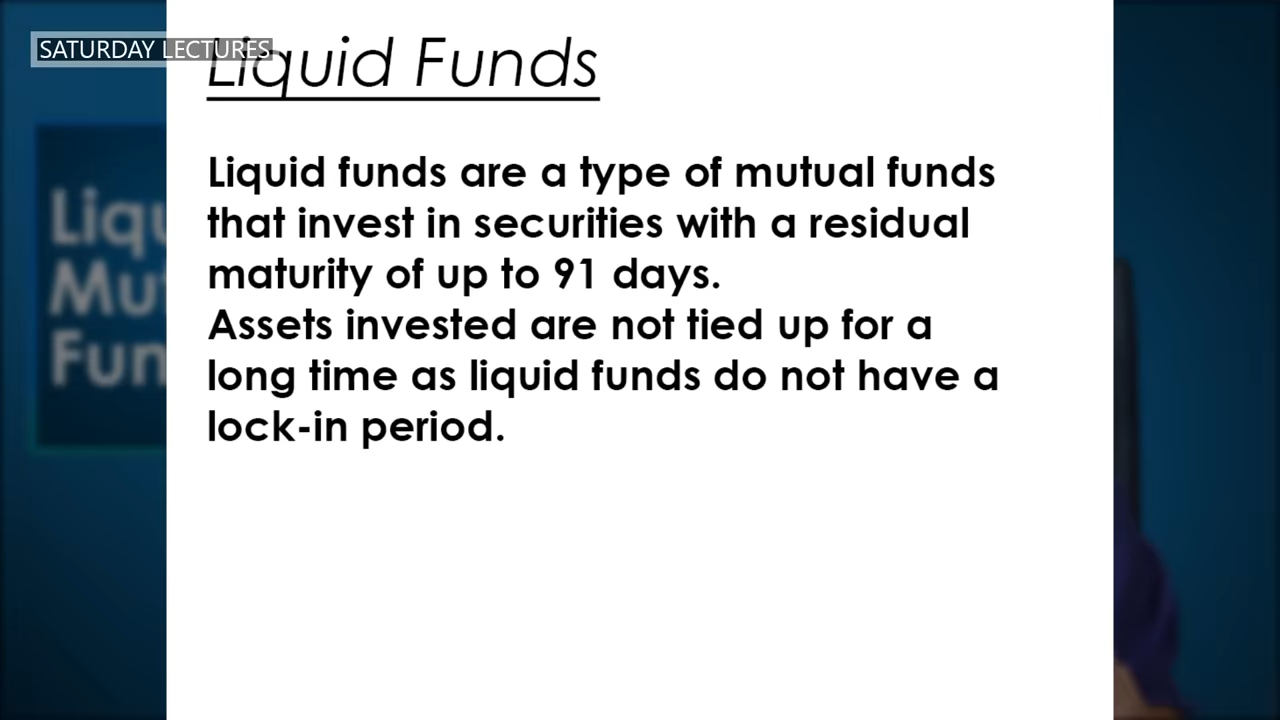 SATURDAY LECTURES
Liquid Funds
Liquid funds are a type of mutual funds
that invest in securities with a residual
maturity of up to 91 days.
Assets invested are not tied up for a
long time as liquid funds do not have a
lock-in period.